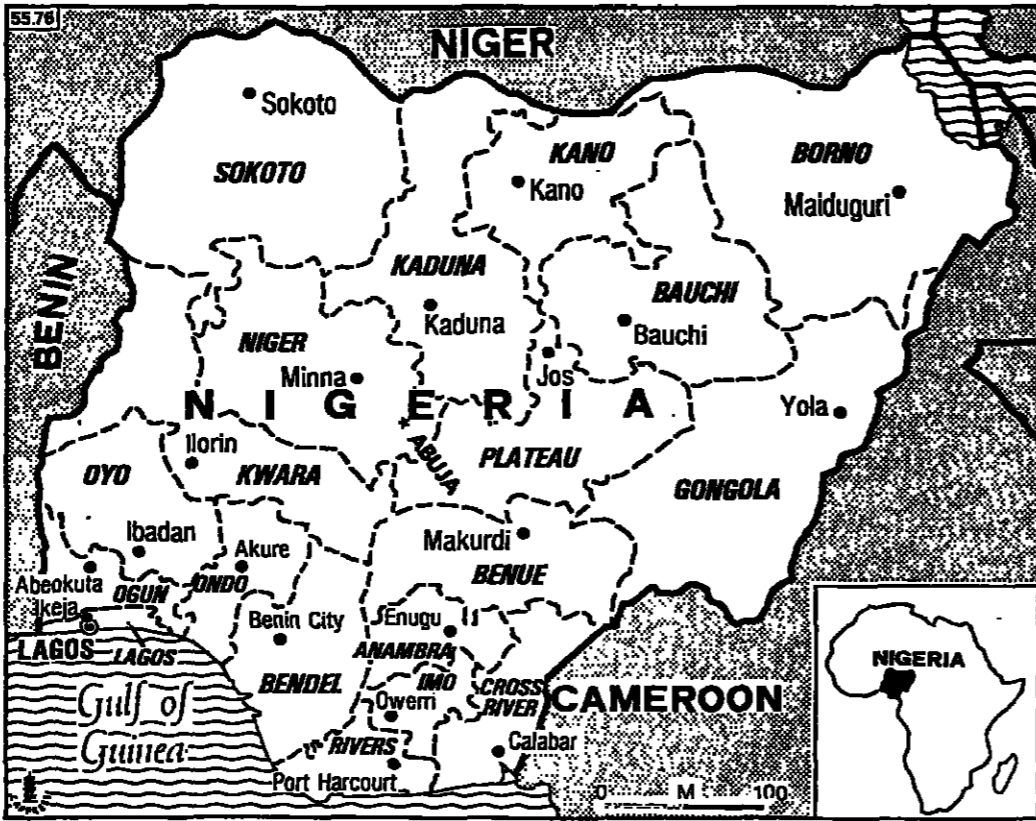 55.76
NIGER
Sokoto
SOKOTO
KANO
Kano
BORNO
Maiduguri
BENIN
KADUNA
Kaduna
BAUCHI
Bauchi
NIGER
Minna
Jos
NIGERIA
Yola
ABUJA
PLATEAU
Ilorin
OYO
KWARA
GONGOLA
Ibadan
Akure
Makurdi
BENUE
Abeokuta
OGUN
ONDO
Ikeja
Benin City
Enugu
LAGOS
LAGOS
ANAMBRA
BENDEL
IMO
CROSS
RIVER
CAMEROON
Owerri
Gulf of
Guinea
RIVERS
Calabar
Port Harcourt
0 M 100
NIGERIA